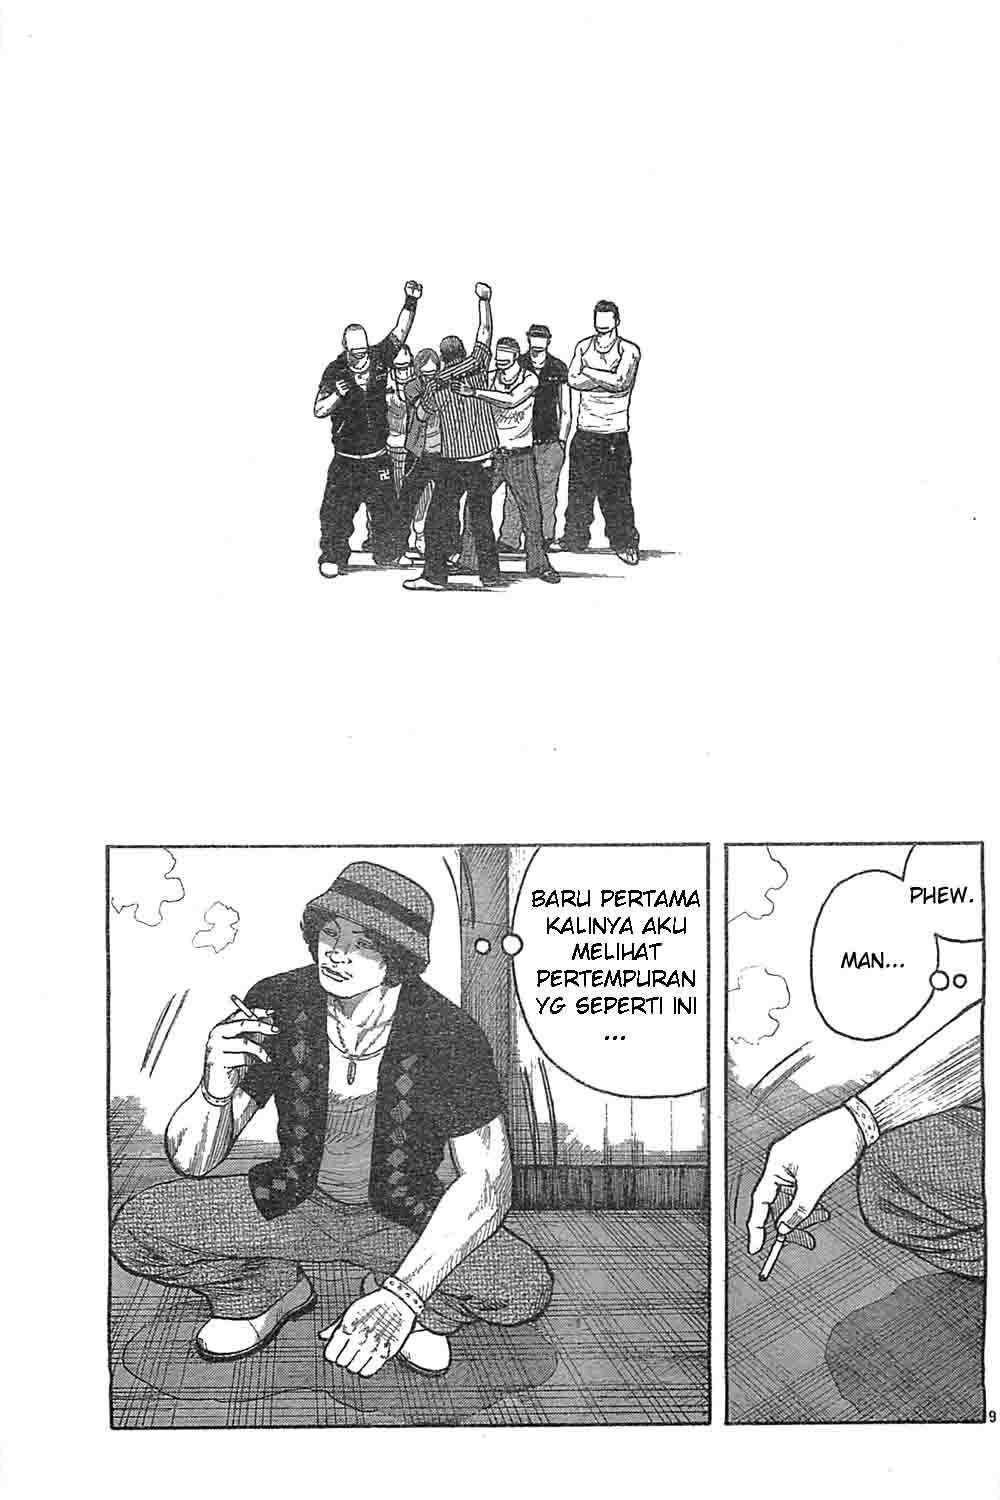 PHEW.
MAN...
BARU PERTAMA
KALINYA AKU
MELIHAT
PERTEMPURAN
YG SEPERTI INI
...
9